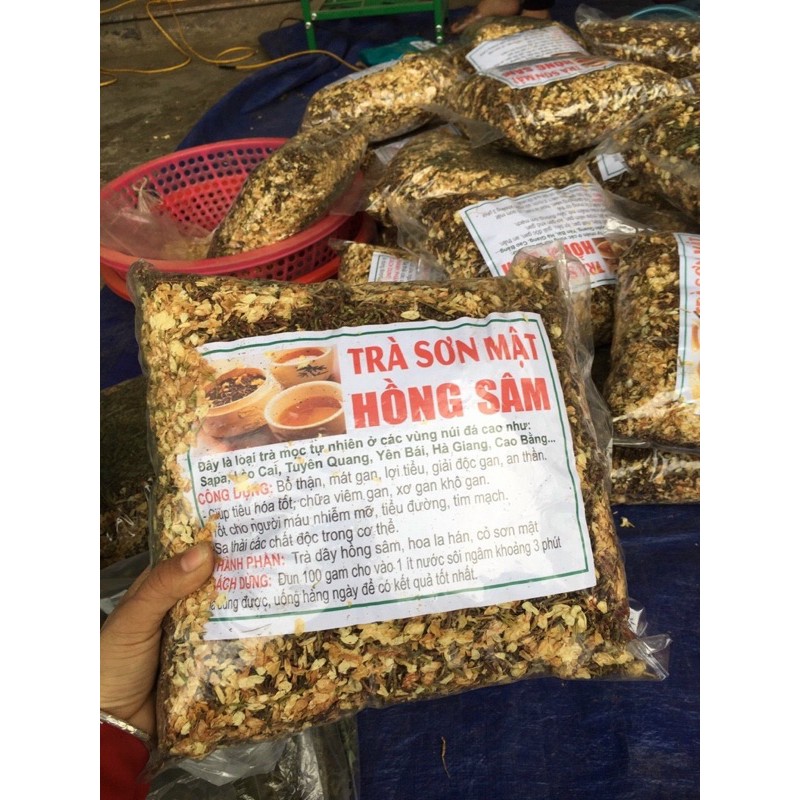 TRÀ SƠN MẬT
HỒNG SÂM
Đây là loại trà mọc tự nhiên ở các vùng núi đá cao như:
Sapa, Lào Cai, Tuyên Quang, Yên Bái, Hà Giang, Cao Bằng...
CÔNG DỤNG: Bổ thận, mát gan, lợi tiểu, giải độc gan, an thần.
- Giúp tiêu hóa tốt, chữa viêm gan, xơ gan khô gan.
Tốt cho người máu nhiễm mỡ, tiểu đường, tim mạch.
Sa thải các chất độc trong cơ thể.
THÀNH PHẦN: Trà dây hồng sâm, hoa la hán, cỏ sơn mật
CÁCH DÙNG: Đun 100 gam cho vào 1 ít nước sôi ngâm khoảng 3 phút
cũng được, uống hằng ngày để có kết quả tốt nhất.
TRÀ SƠN MẬT
HỒNG SÂM